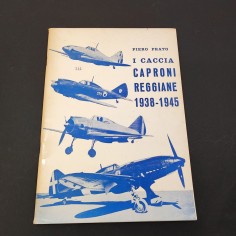 PIERO PRATO
I CACCIA
CAPRONI
REGGIANE
1938-1945